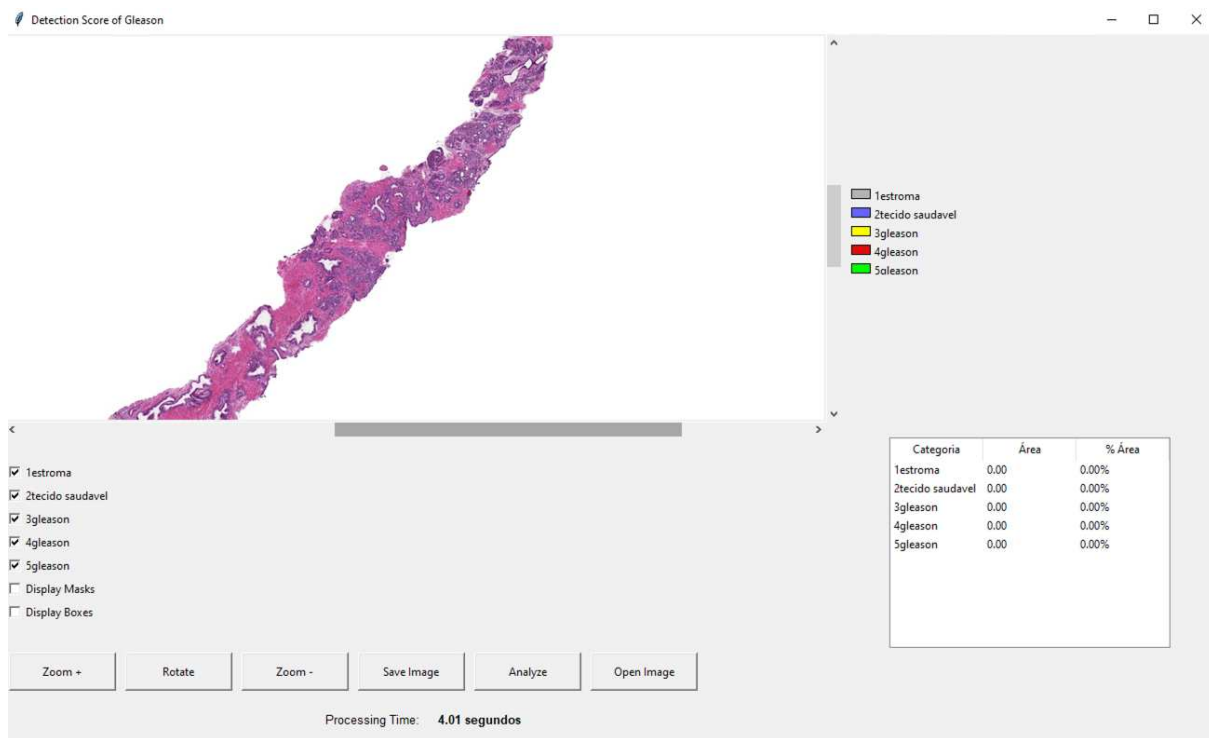 Detection Score of Gleason
1estroma
2tecido saudavel
3gleason
4gleason
5gleason
Categoria Área % Área
1estroma 0.00 0.00%
2tecido saudavel 0.00 0.00%
3gleason 0.00 0.00%
4gleason 0.00 0.00%
5gleason 0.00 0.00%
1estroma
2tecido saudavel
3gleason
4gleason
5gleason
Display Masks
Display Boxes
Zoom + Rotate Zoom - Save Image Analyze Open Image
Processing Time: 4.01 segundos